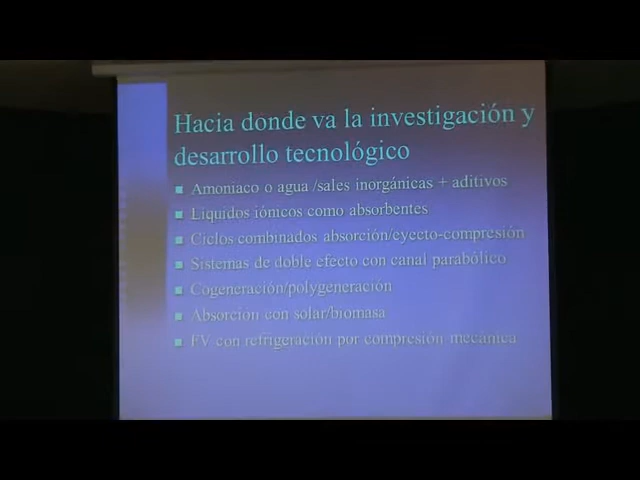 Hacia donde va la investigación y
desarrollo tecnológico
Amoniaco o agua /sales inorgánicas + aditivos
Líquidos iónicos como absorbentes
Ciclos combinados absorción/eyecto-compresión
Sistemas de doble efecto con canal parabólico
Cogeneración/polygeneración
Absorción con solar/biomasa
FV con refrigeración por compresión mecánica